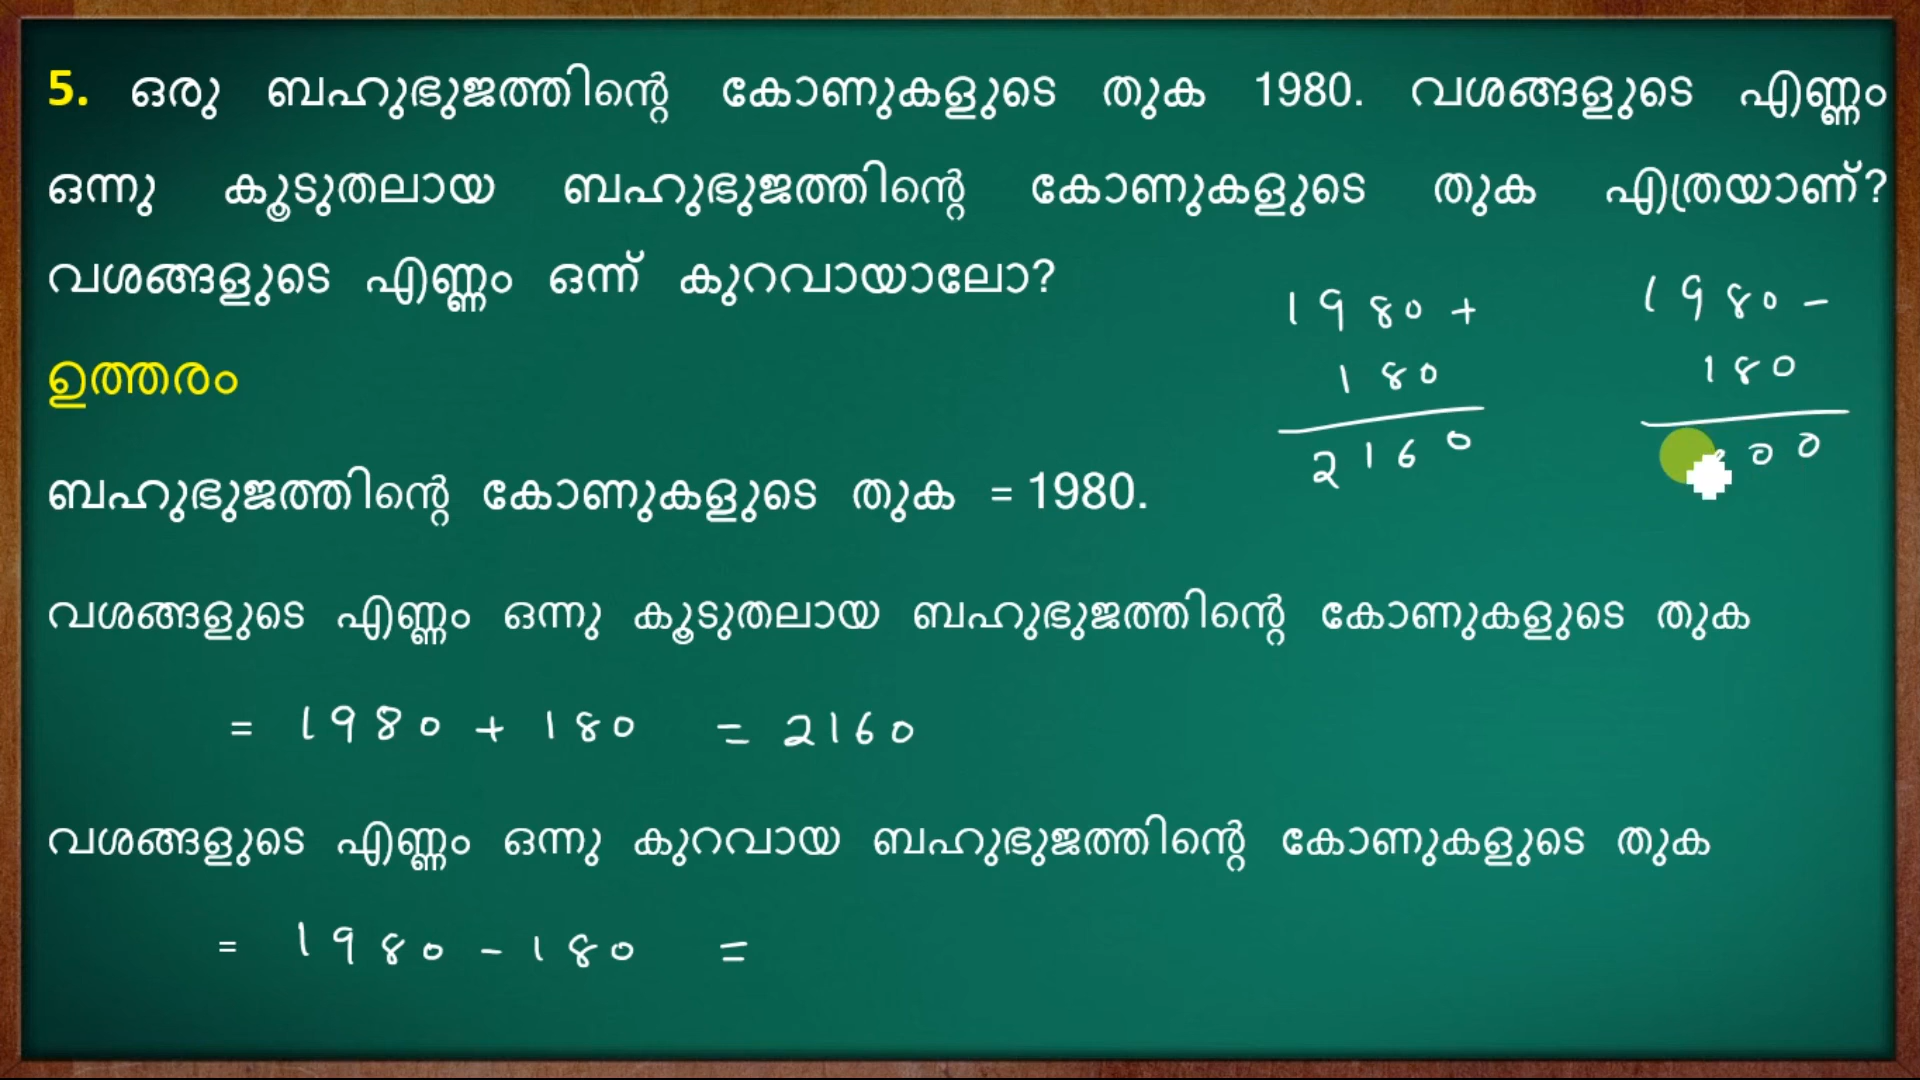 5. ഒരു ബഹുഭുജത്തിന്റെ കോണുകളുടെ തുക 1980. വശങ്ങളുടെ എണ്ണം
ഒന്നു കൂടുതലായ ബഹുഭുജത്തിന്റെ കോണുകളുടെ തുക എത്രയാണ്?
വശങ്ങളുടെ എണ്ണം ഒന്ന് കുറവായാലോ?
1980 +
180
2160
1980 -
180
ഉത്തരം
ബഹുഭുജത്തിന്റെ കോണുകളുടെ തുക = 1980.
വശങ്ങളുടെ എണ്ണം ഒന്നു കൂടുതലായ ബഹുഭുജത്തിന്റെ കോണുകളുടെ തുക
= 1980 + 180 = 2160
വശങ്ങളുടെ എണ്ണം ഒന്നു കുറവായ ബഹുഭുജത്തിന്റെ കോണുകളുടെ തുക
= 1980 - 180 =